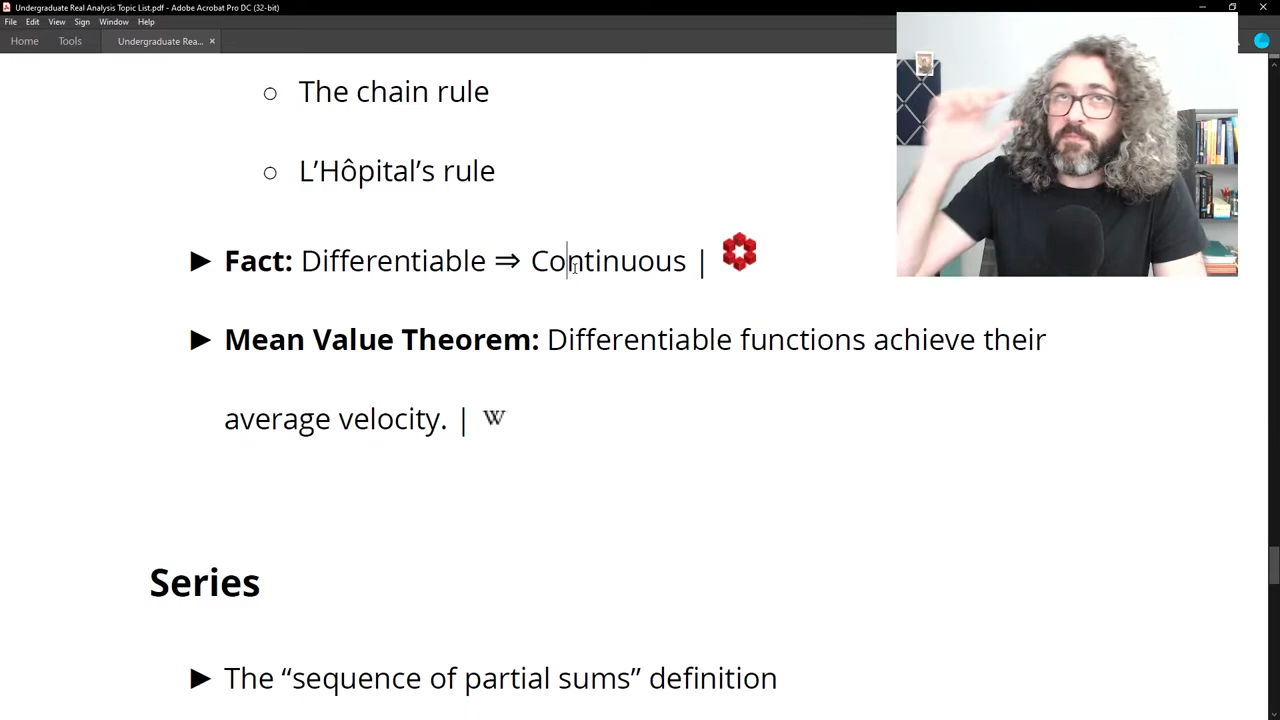 Undergraduate Real Analysis Topic List.pdf - Adobe Acrobat Pro DC (32-bit)
File Edit View Sign Window Help
Home Tools Undergraduate Rea... ×
○ The chain rule
○ L’Hôpital’s rule
► Fact: Differentiable ⇒ Continuous |
► Mean Value Theorem: Differentiable functions achieve their
average velocity. | W
Series
► The “sequence of partial sums” definition